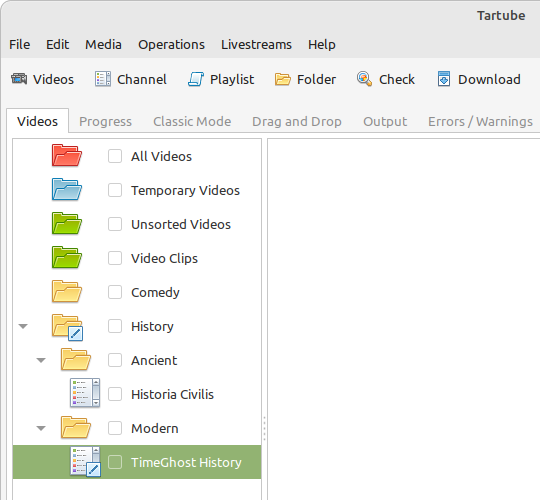 Tartube
File Edit Media Operations Livestreams Help
Videos Channel Playlist Folder Check Download
Videos Progress Classic Mode Drag and Drop Output Errors / Warnings
All Videos
Temporary Videos
Unsorted Videos
Video Clips
Comedy
History
Ancient
Historia Civilis
Modern
TimeGhost History